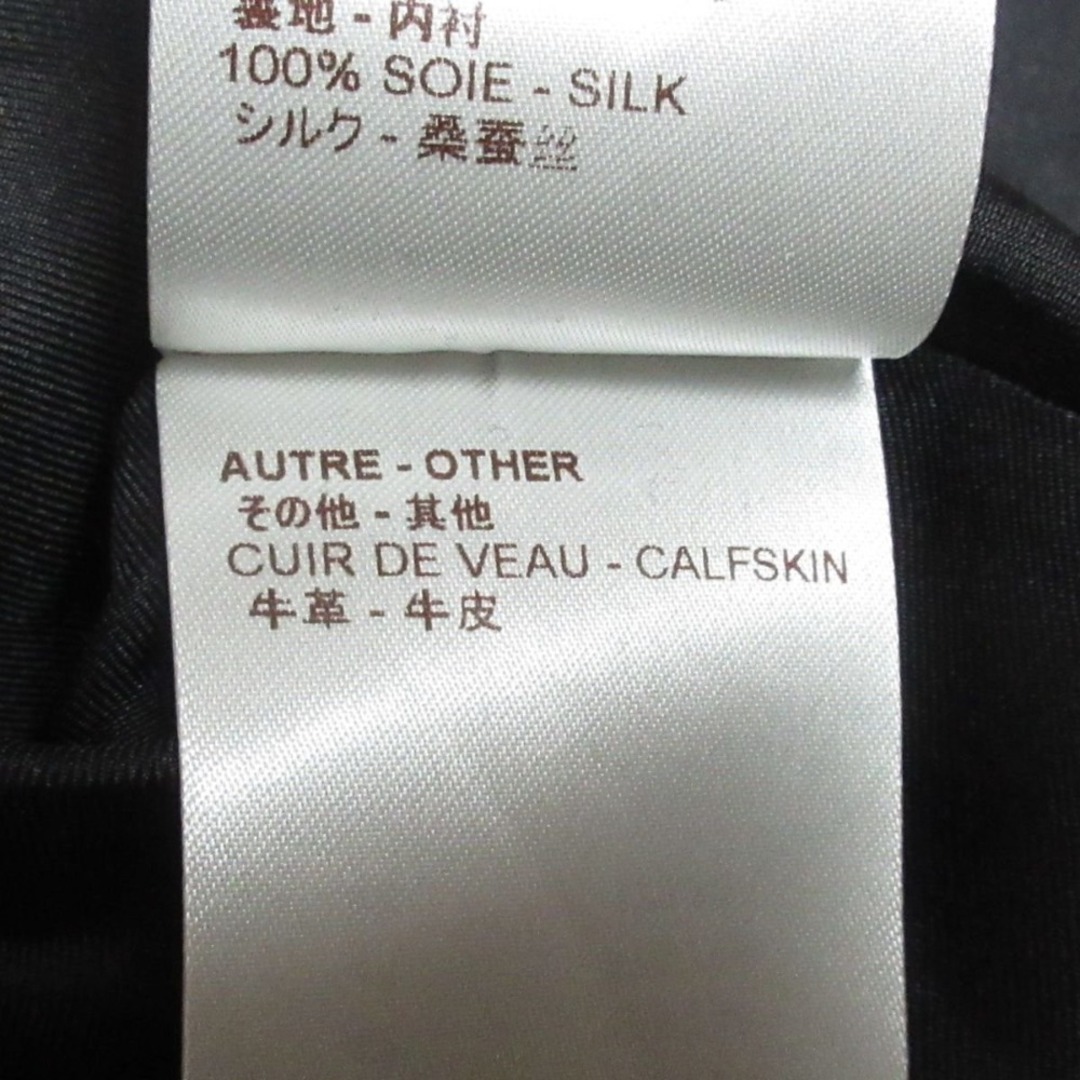 裏地 - 内衬
100% SOIE - SILK
シルク - 桑蚕丝
AUTRE - OTHER
その他 - 其他
CUIR DE VEAU - CALFSKIN
牛革 - 牛皮